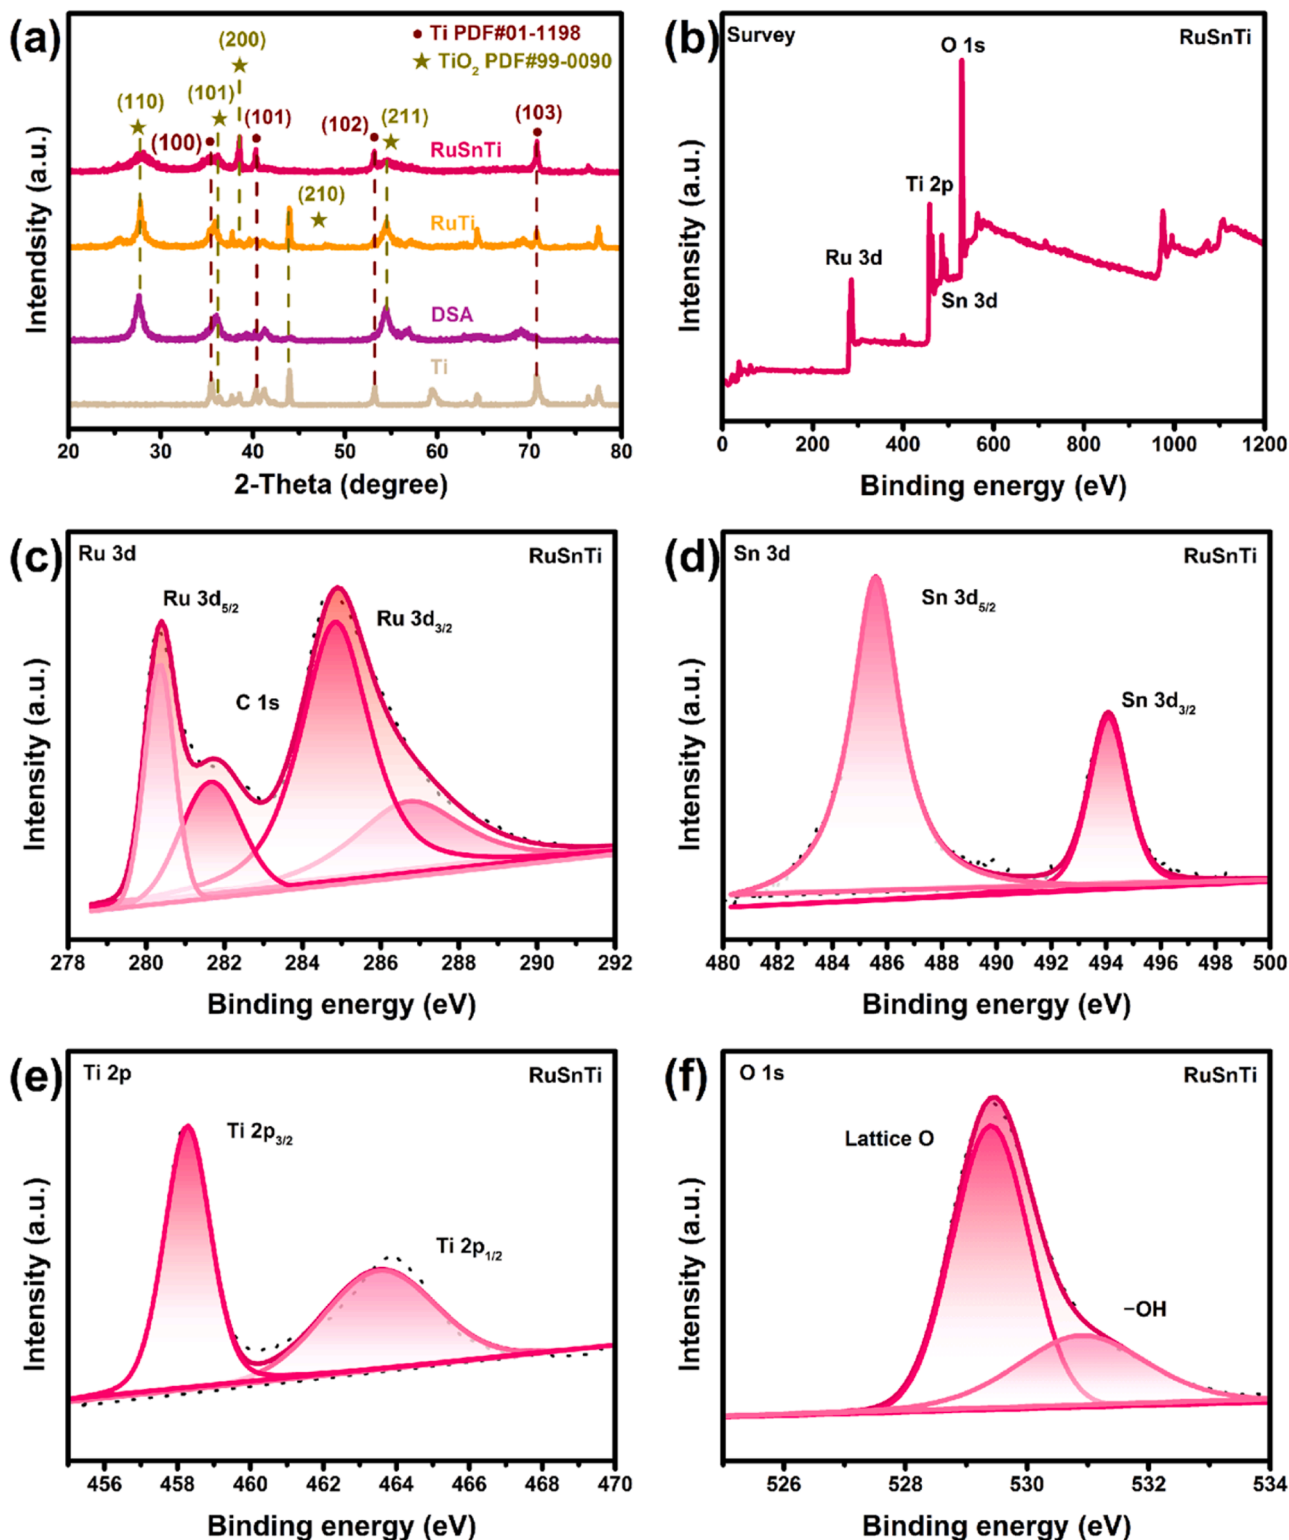 (a)
● Ti PDF#01-1198
★ TiO₂ PDF#99-0090
(200)
(110)
(101)
(100)
(101)
(102)
(211)
(103)
RuSnTi
(210)
RuTi
DSA
Ti
Intendsity (a.u.)
20 30 40 50 60 70 80
2-Theta (degree)
(b)
Survey
RuSnTi
O 1s
Ti 2p
Ru 3d
Sn 3d
Intensity (a.u.)
0 200 400 600 800 1000 1200
Binding energy (eV)
(c)
Ru 3d
RuSnTi
Ru 3d5/2
Ru 3d3/2
C 1s
Intensity (a.u.)
278 280 282 284 286 288 290 292
Binding energy (eV)
(d)
Sn 3d
RuSnTi
Sn 3d5/2
Sn 3d3/2
Intensity (a.u.)
480 482 484 486 488 490 492 494 496 498 500
Binding energy (eV)
(e)
Ti 2p
RuSnTi
Ti 2p3/2
Ti 2p1/2
Intensity (a.u.)
456 458 460 462 464 466 468 470
Binding energy (eV)
(f)
O 1s
RuSnTi
Lattice O
−OH
Intensity (a.u.)
526 528 530 532 534
Binding energy (eV)